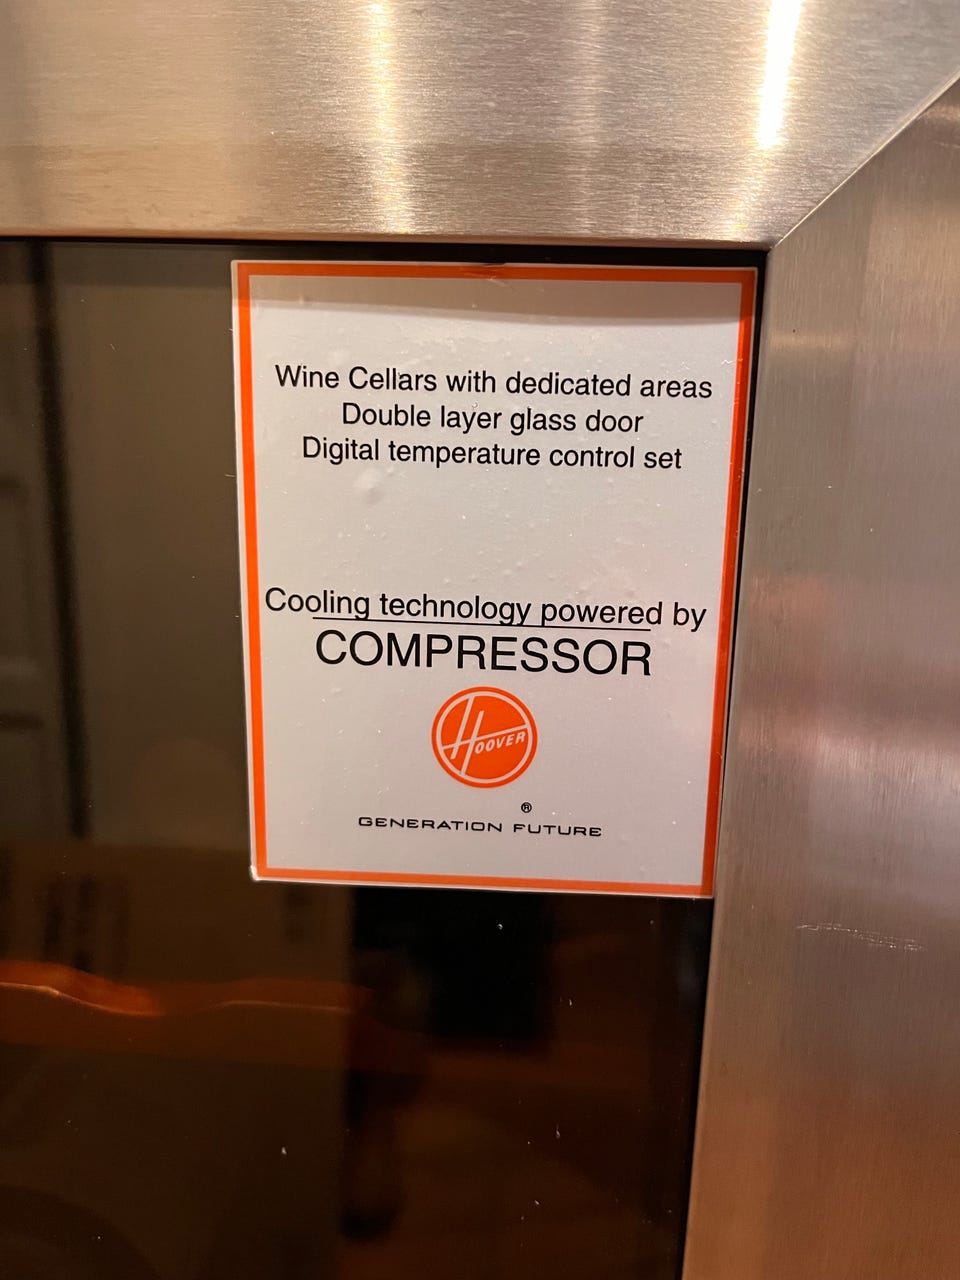 Wine Cellars with dedicated areas
Double layer glass door
Digital temperature control set
Cooling technology powered by
COMPRESSOR
HOOVER
®
GENERATION FUTURE